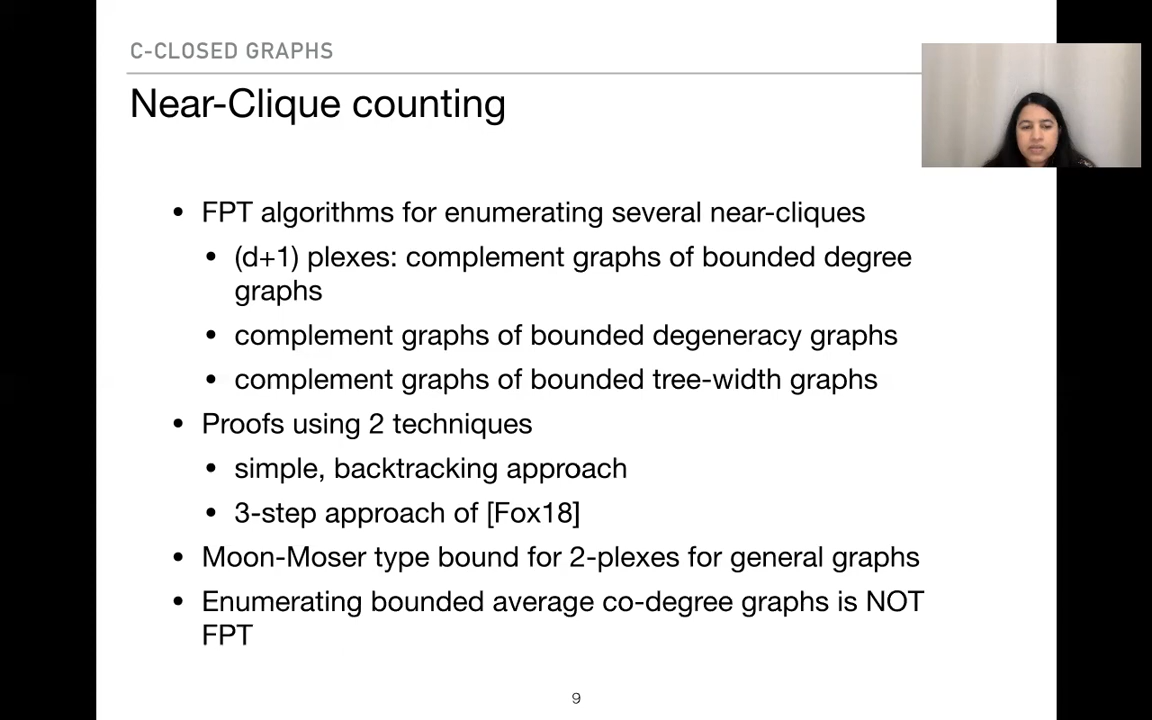 C-CLOSED GRAPHS
Near-Clique counting
• FPT algorithms for enumerating several near-cliques
• (d+1) plexes: complement graphs of bounded degree
graphs
• complement graphs of bounded degeneracy graphs
• complement graphs of bounded tree-width graphs
• Proofs using 2 techniques
• simple, backtracking approach
• 3-step approach of [Fox18]
• Moon-Moser type bound for 2-plexes for general graphs
• Enumerating bounded average co-degree graphs is NOT
FPT
9